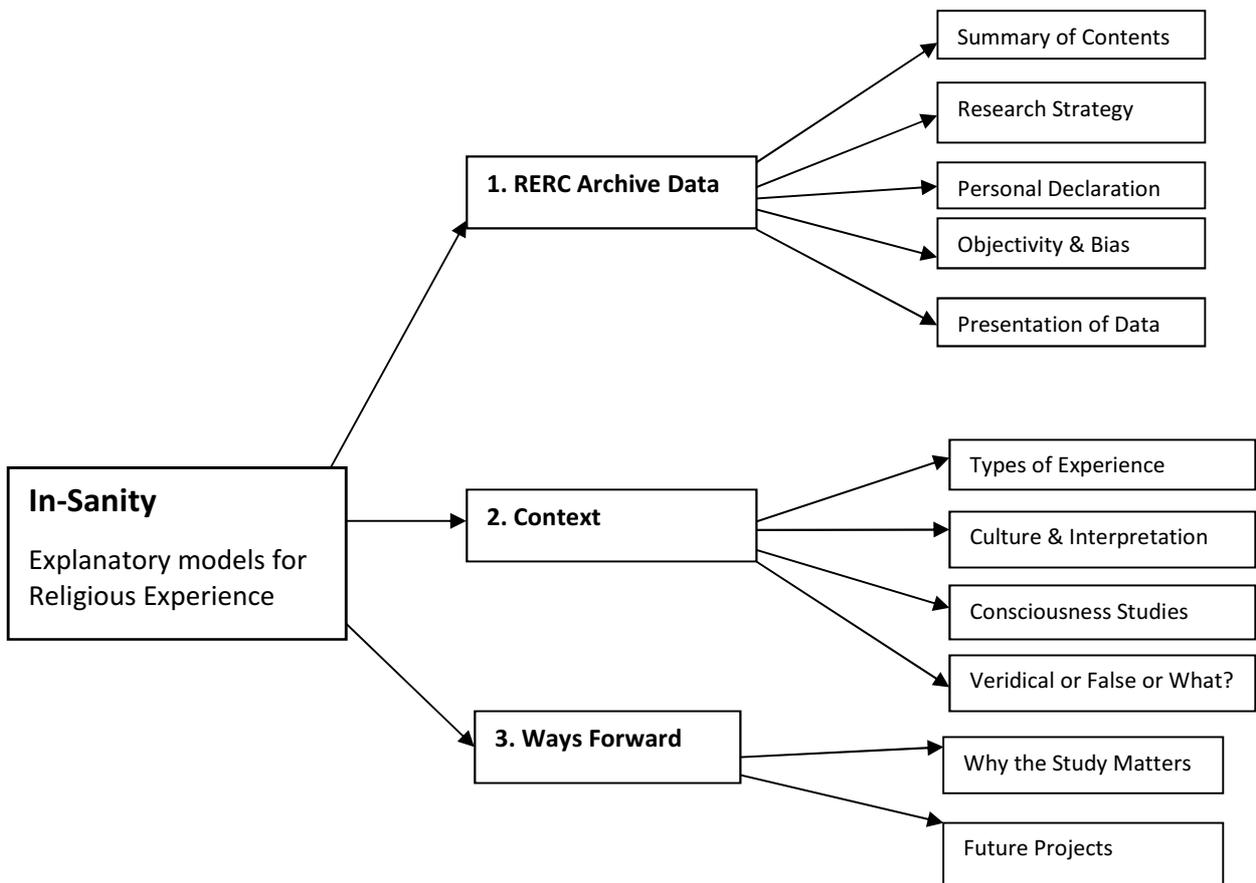 In-Sanity
Explanatory models for
Religious Experience
1. RERC Archive Data
Summary of Contents
Research Strategy
Personal Declaration
Objectivity & Bias
Presentation of Data
2. Context
Types of Experience
Culture & Interpretation
Consciousness Studies
Veridical or False or What?
3. Ways Forward
Why the Study Matters
Future Projects